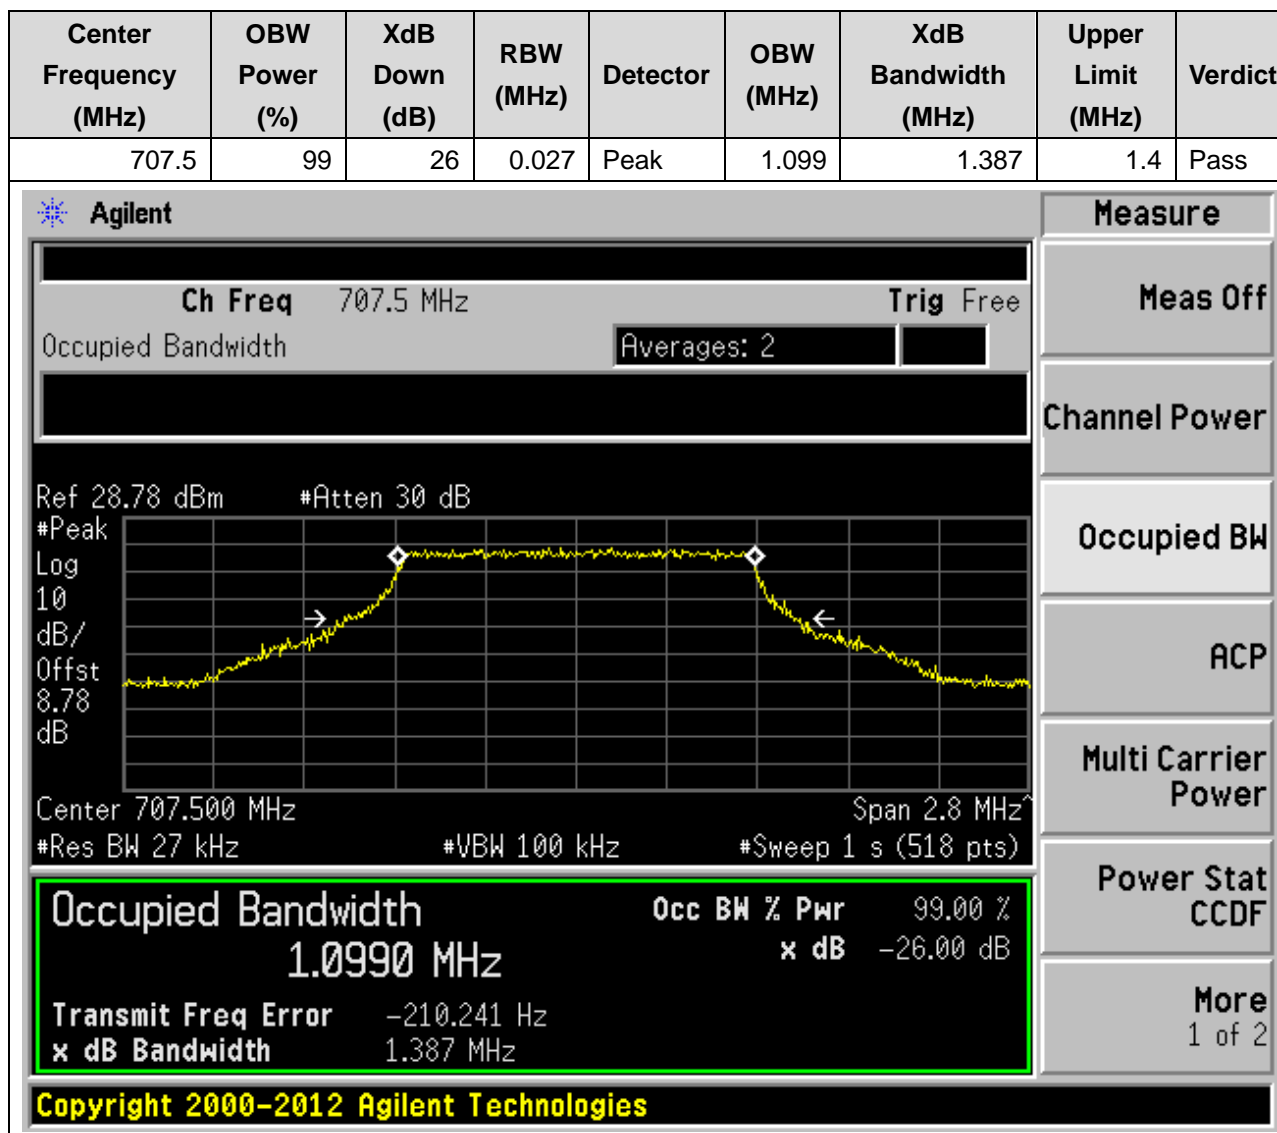 Center Frequency (MHz) OBW Power (%) XdB Down (dB) RBW (MHz) Detector OBW (MHz) XdB Bandwidth (MHz) Upper Limit (MHz) Verdict
707.5 99 26 0.027 Peak 1.099 1.387 1.4 Pass
Agilent
Measure
Ch Freq 707.5 MHz Trig Free
Meas Off
Occupied Bandwidth Averages: 2
Channel Power
Ref 28.78 dBm #Atten 30 dB
#Peak
Log
10
dB/
Offst
8.78
dB
Occupied BW
ACP
Multi Carrier
Power
Center 707.500 MHz Span 2.8 MHz^
#Res BW 27 kHz #VBW 100 kHz #Sweep 1 s (518 pts)
Power Stat
CCDF
Occupied Bandwidth Occ BW % Pwr 99.00 %
1.0990 MHz x dB -26.00 dB
Transmit Freq Error -210.241 Hz
x dB Bandwidth 1.387 MHz
More
1 of 2
Copyright 2000-2012 Agilent Technologies